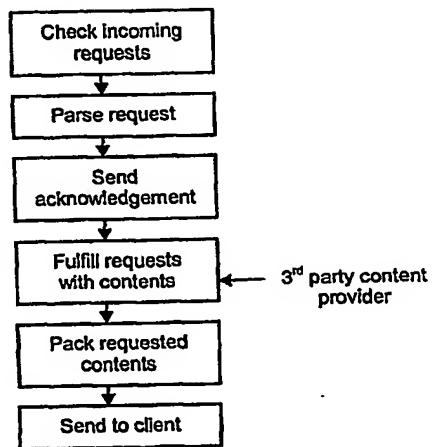 Check incoming
requests
Parse request
Send
acknowledgement
Fulfill requests
with contents
3rd party content
provider
Pack requested
contents
Send to client